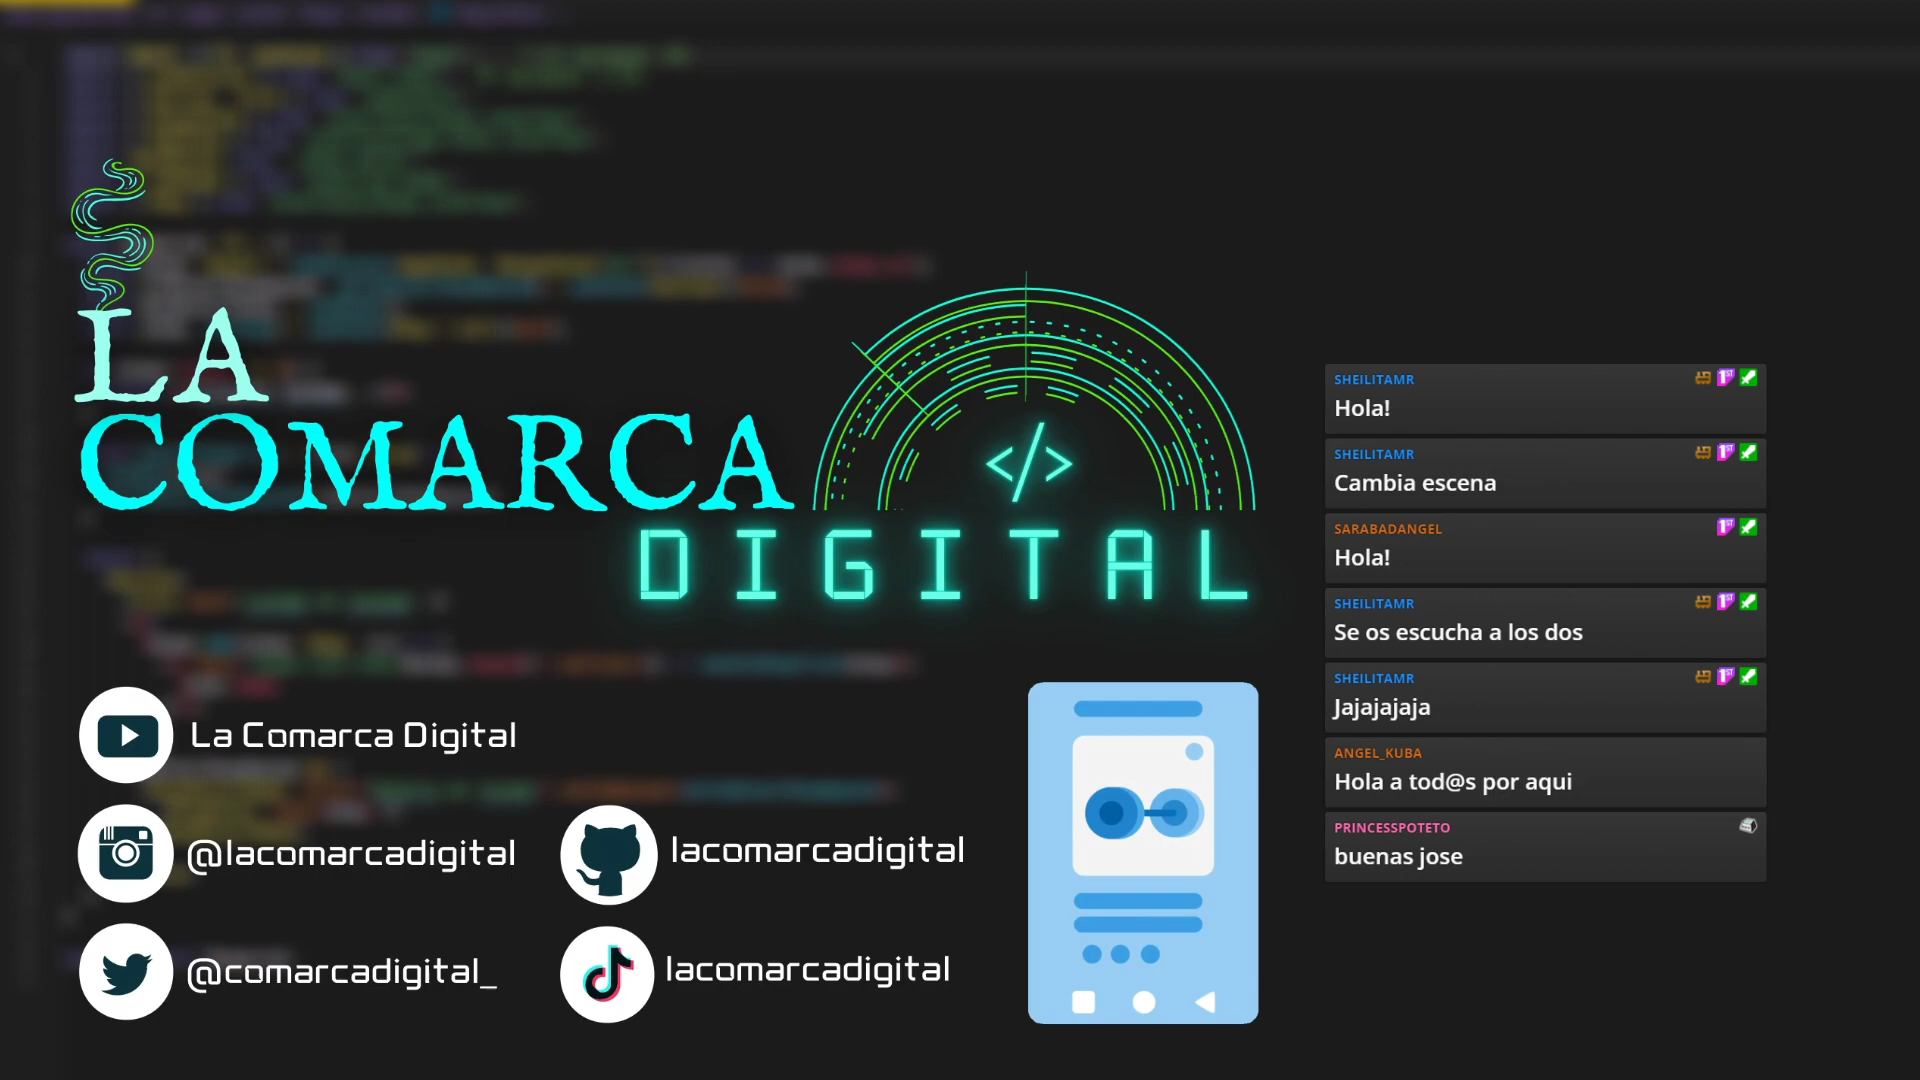 LA
COMARCA
</>
DIGITAL
La Comarca Digital
@lacomarcadigital
lacomarcadigital
@comarcadigital_
lacomarcadigital
SHEILITAMR
Hola!
SHEILITAMR
Cambia escena
SARABADANGEL
Hola!
SHEILITAMR
Se os escucha a los dos
SHEILITAMR
Jajajajaja
ANGEL_KUBA
Hola a tod@s por aqui
PRINCESSPOTETO
buenas jose